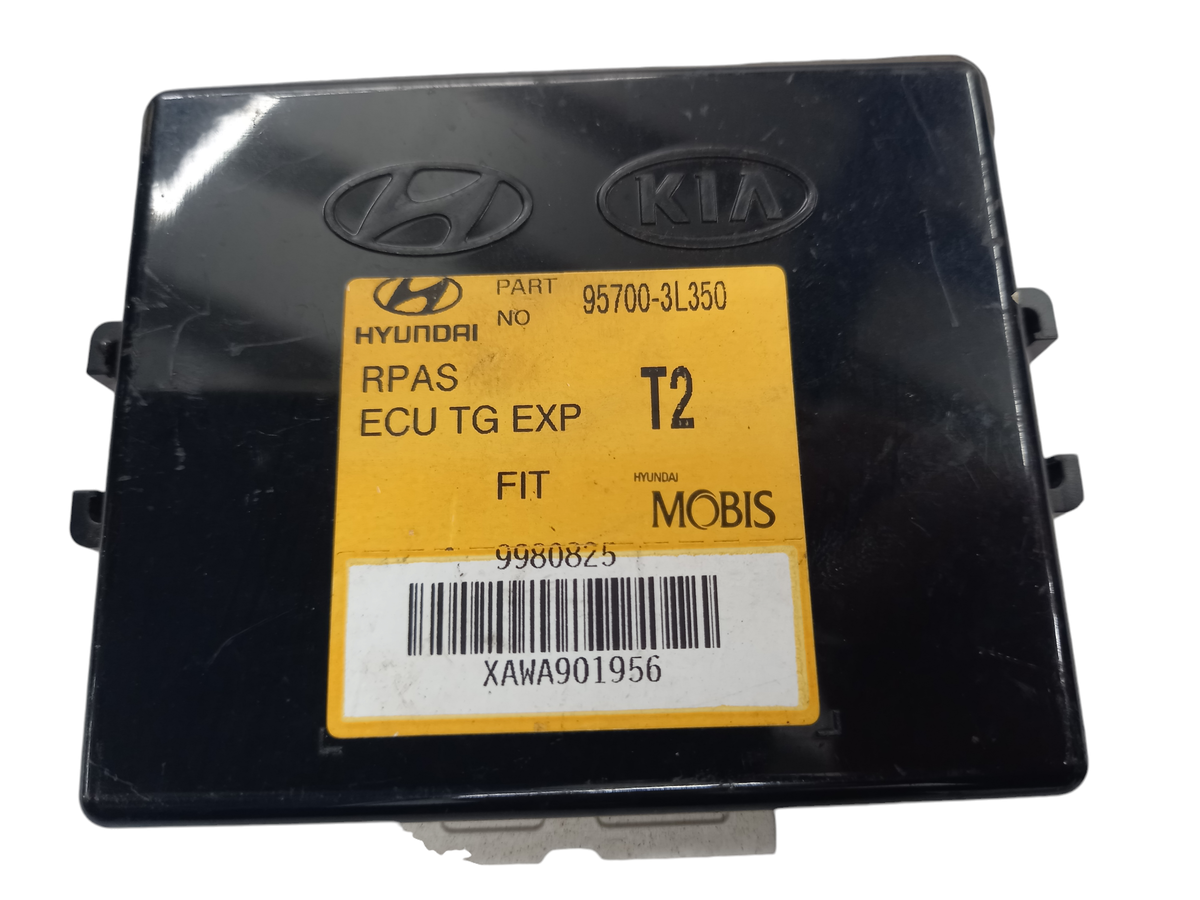 KIA
HYUNDAI
PART NO 95700-3L350
RPAS
ECU TG EXP T2
FIT
HYUNDAI MOBIS
9980825
XAWA901956